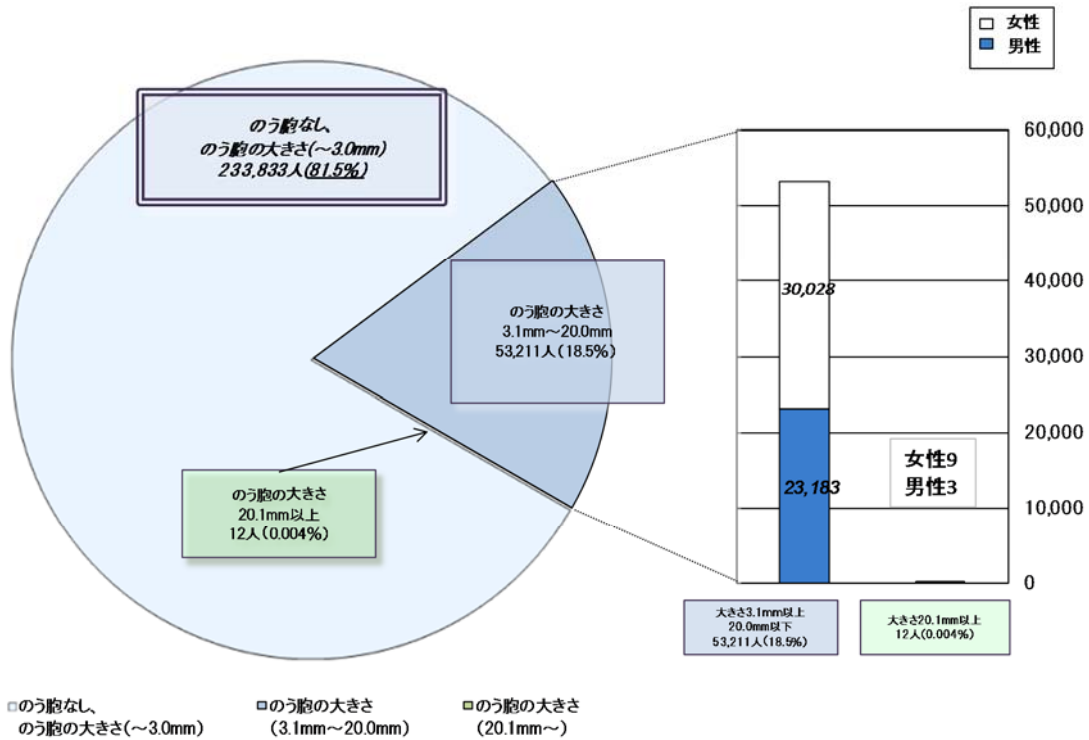 女性
男性
のう胞なし、
のう胞の大きさ(~3.0mm)
233,833人(81.5%)
のう胞の大きさ
3.1mm~20.0mm
53,211人(18.5%)
のう胞の大きさ
20.1mm以上
12人(0.004%)
60,000
50,000
40,000
30,000
20,000
10,000
0
30,028
23,183
女性9
男性3
大きさ3.1mm以上
20.0mm以下
53,211人(18.5%)
大きさ20.1mm以上
12人(0.004%)
のう胞なし、
のう胞の大きさ(~3.0mm)
のう胞の大きさ
(3.1mm~20.0mm)
のう胞の大きさ
(20.1mm~)